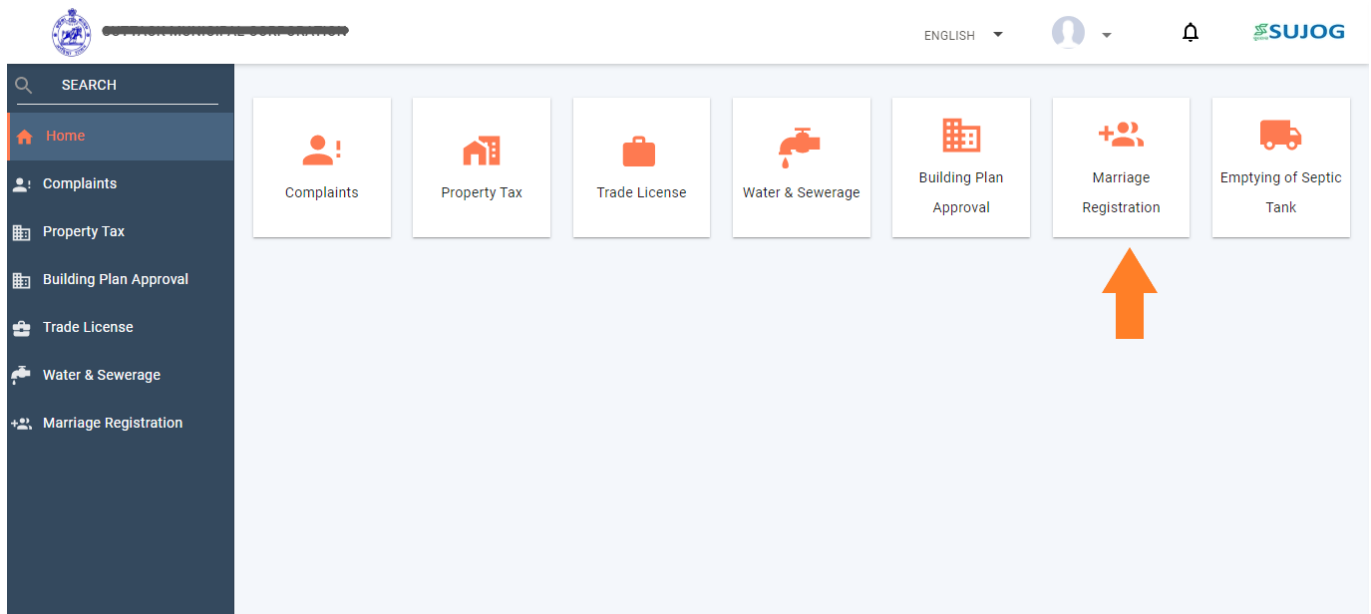 ENGLISH
SUJOG
SEARCH
Home
Complaints
Property Tax
Building Plan Approval
Trade License
Water & Sewerage
Marriage Registration
Complaints
Property Tax
Trade License
Water & Sewerage
Building Plan
Approval
Marriage
Registration
Emptying of Septic
Tank